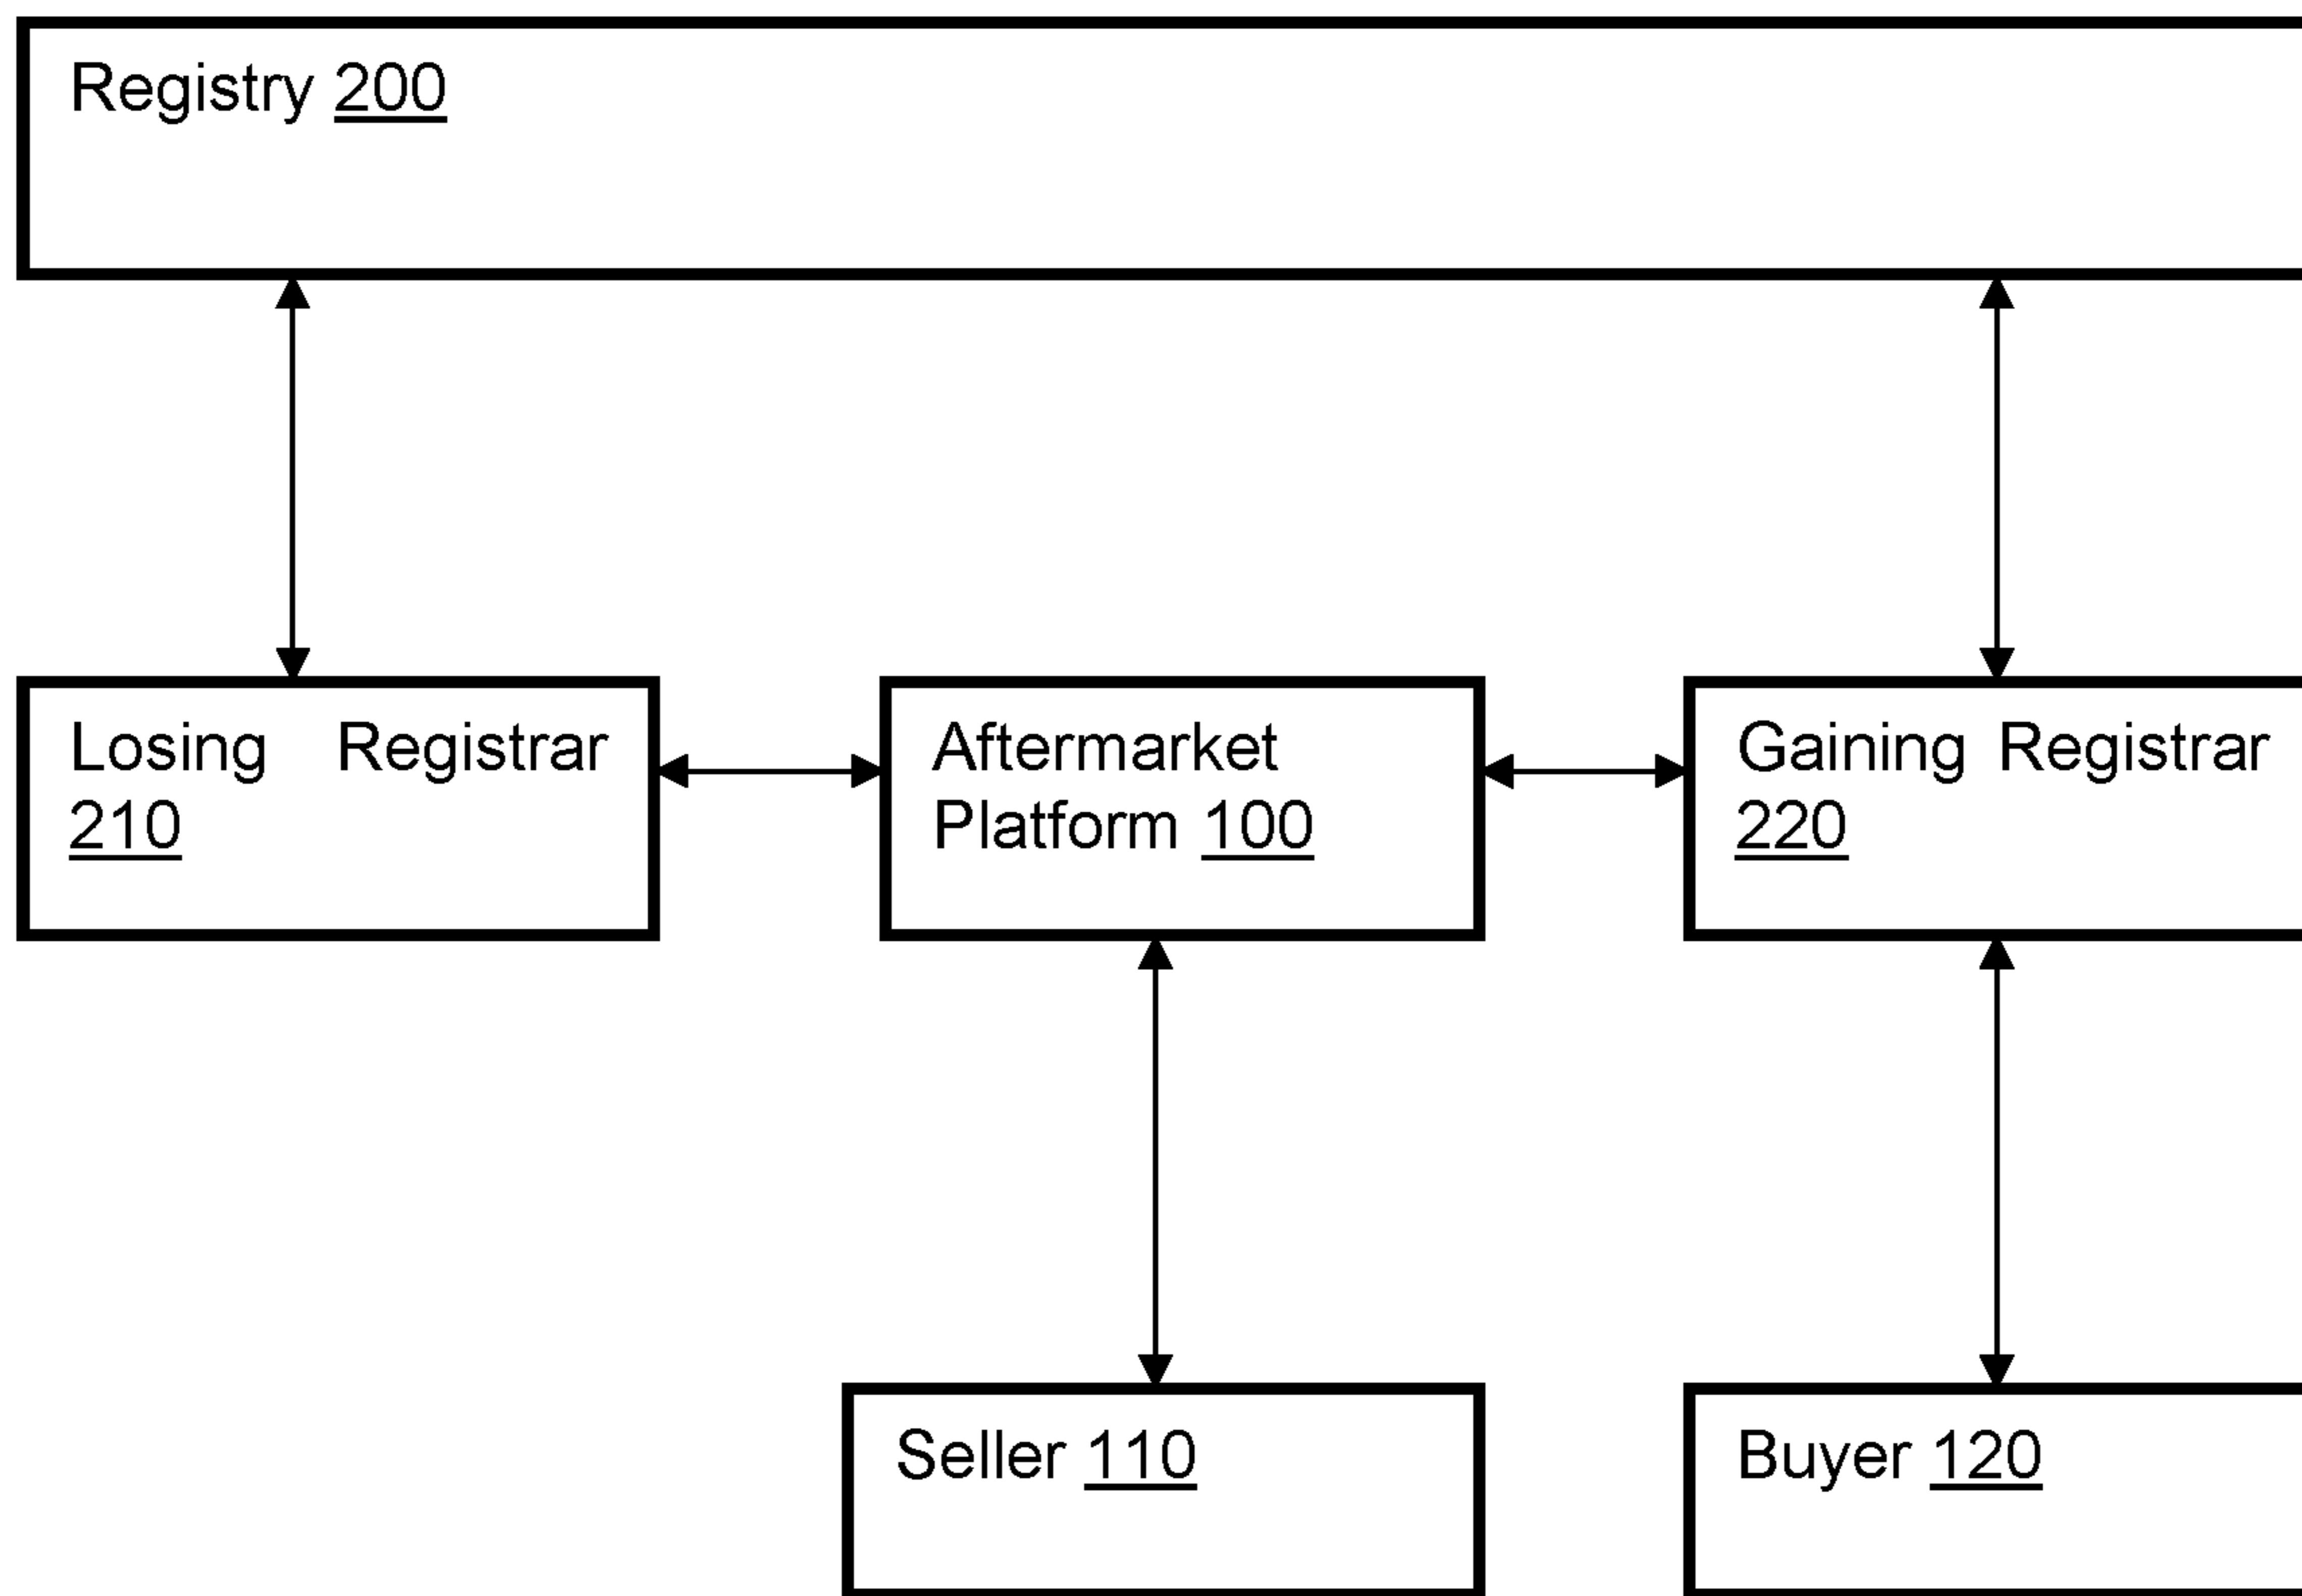 Registry 200
Losing Registrar
210
Aftermarket
Platform 100
Gaining Registrar
220
Seller 110
Buyer 120